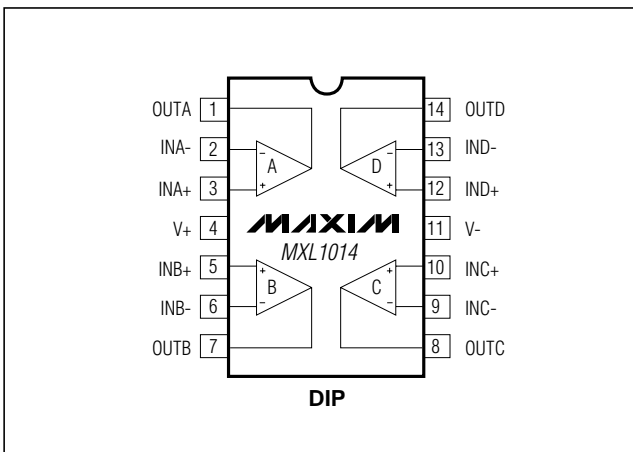 OUTA 1 14 OUTD
INA- 2 - A - D 13 IND-
INA+ 3 + + 12 IND+
V+ 4 MAXIM 11 V-
MXL1014
INB+ 5 + B + C 10 INC+
INB- 6 - - 9 INC-
OUTB 7 8 OUTC
DIP